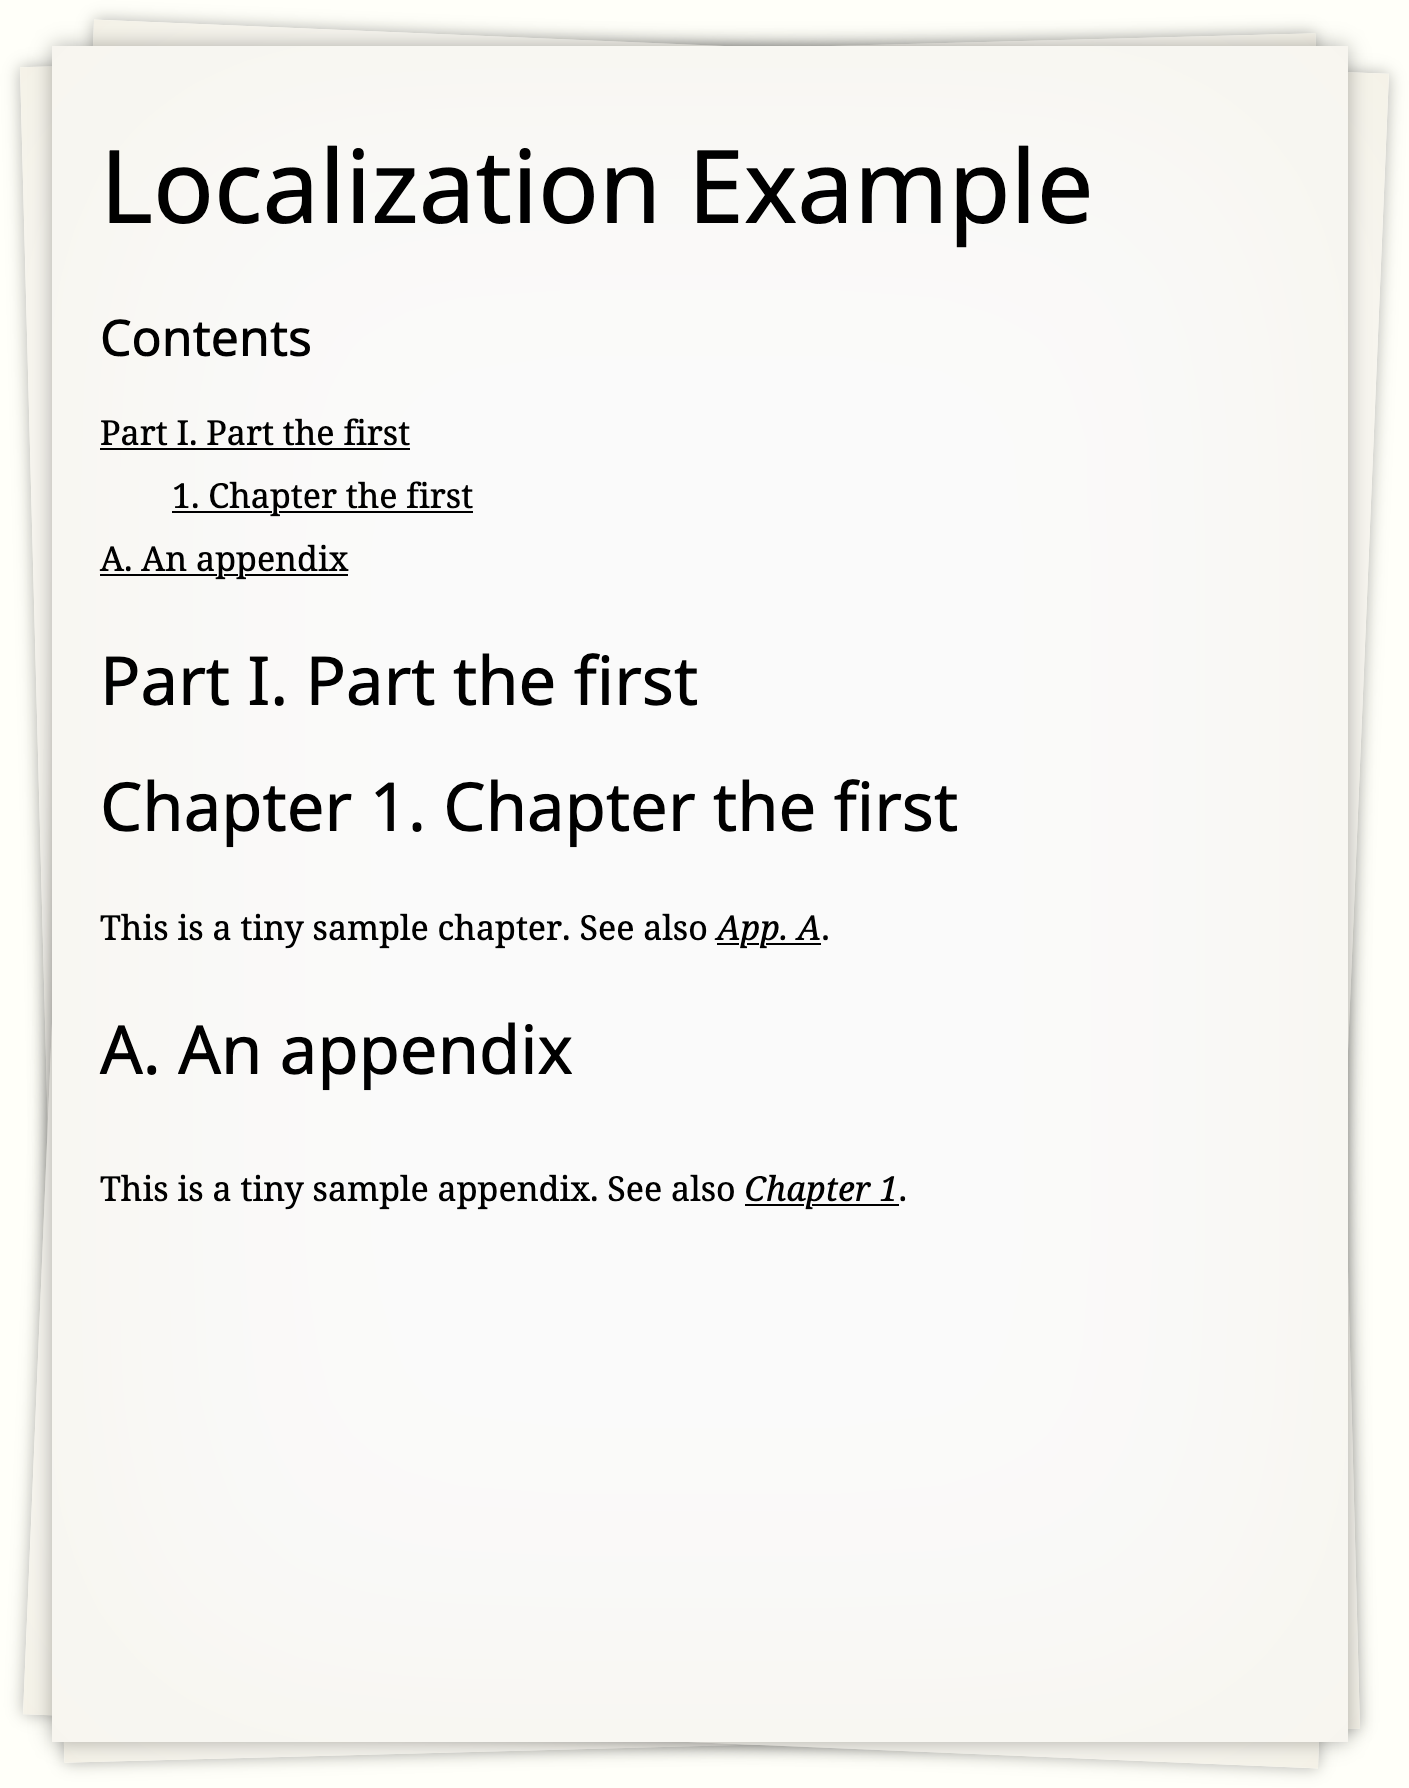 Localization Example
Contents
Part I. Part the first
1. Chapter the first
A. An appendix
Part I. Part the first
Chapter 1. Chapter the first
This is a tiny sample chapter. See also App. A.
A. An appendix
This is a tiny sample appendix. See also Chapter 1.